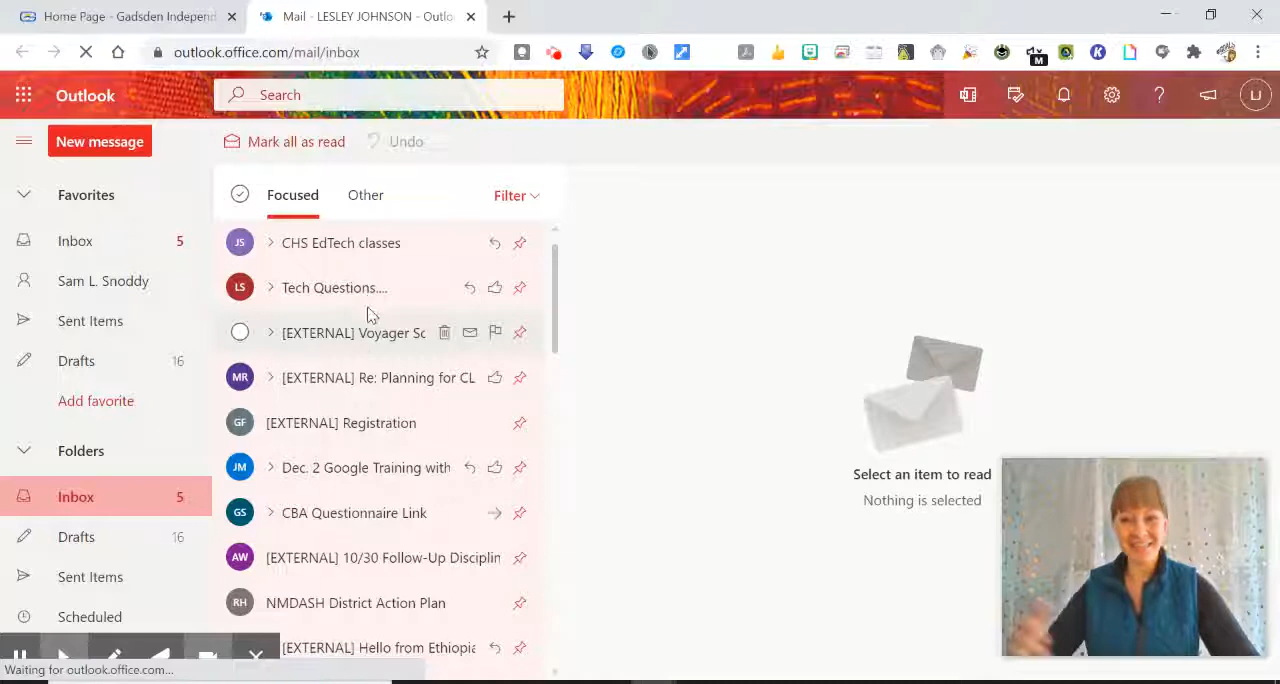 Home Page - Gadsden Independ
Mail - LESLEY JOHNSON - Outlo
outlook.office.com/mail/inbox
M
K
Outlook
Search
LJ
New message
Mark all as read
Undo
Favorites
Focused
Other
Filter
Inbox 5
JS CHS EdTech classes
Sam L. Snoddy
LS Tech Questions....
Sent Items
[EXTERNAL] Voyager Sc
Drafts 16
MR [EXTERNAL] Re: Planning for CL
Add favorite
GF [EXTERNAL] Registration
Folders
JM Dec. 2 Google Training with
Inbox 5
GS CBA Questionnaire Link
Drafts 16
AW [EXTERNAL] 10/30 Follow-Up Disciplin
Sent Items
RH NMDASH District Action Plan
Scheduled
[EXTERNAL] Hello from Ethiopia
Select an item to read
Nothing is selected
Waiting for outlook.office.com...